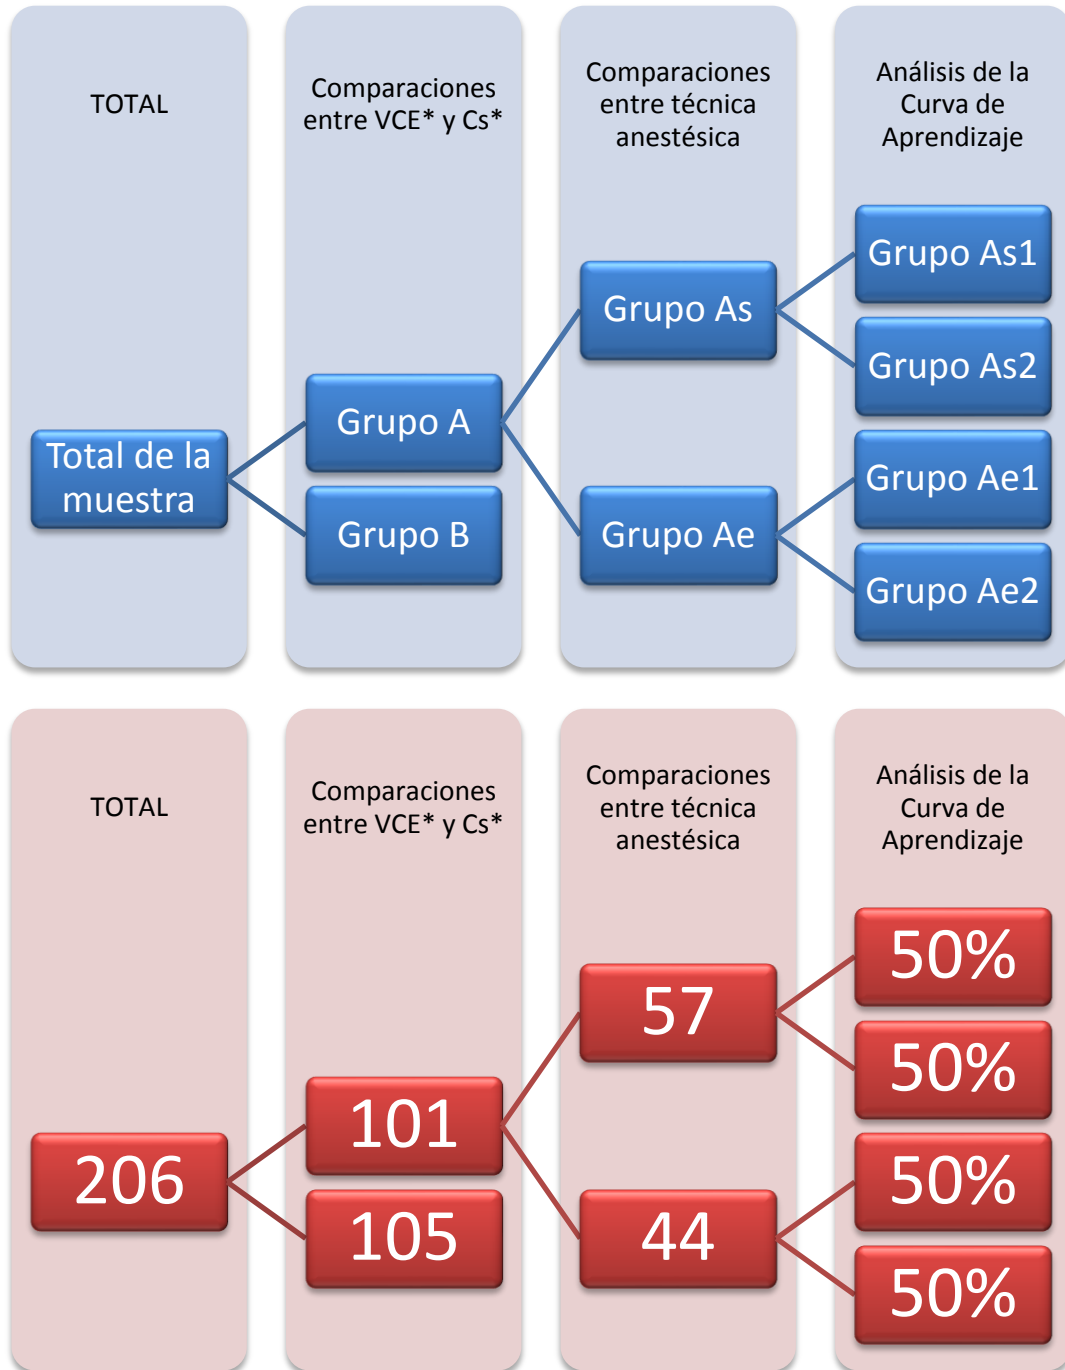 TOTAL
Comparaciones
entre VCE* y Cs*
Comparaciones
entre técnica
anestésica
Análisis de la
Curva de
Aprendizaje
Total de la
muestra
Grupo A
Grupo B
Grupo As
Grupo Ae
Grupo As1
Grupo As2
Grupo Ae1
Grupo Ae2
TOTAL
Comparaciones
entre VCE* y Cs*
Comparaciones
entre técnica
anestésica
Análisis de la
Curva de
Aprendizaje
206
101
105
57
44
50%
50%
50%
50%